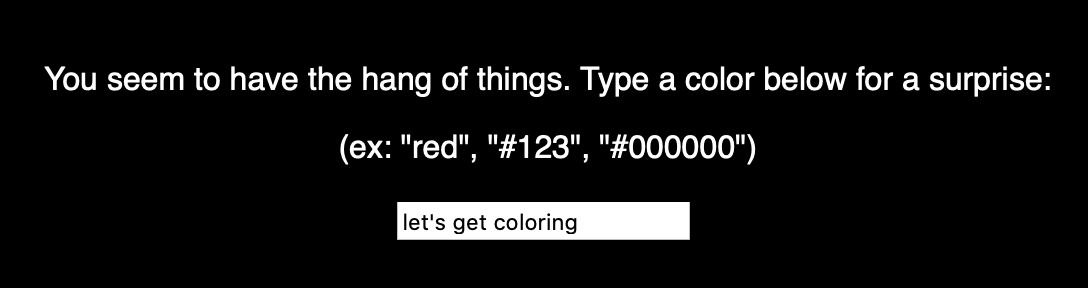 You seem to have the hang of things. Type a color below for a surprise:
(ex: "red", "#123", "#000000")
let's get coloring